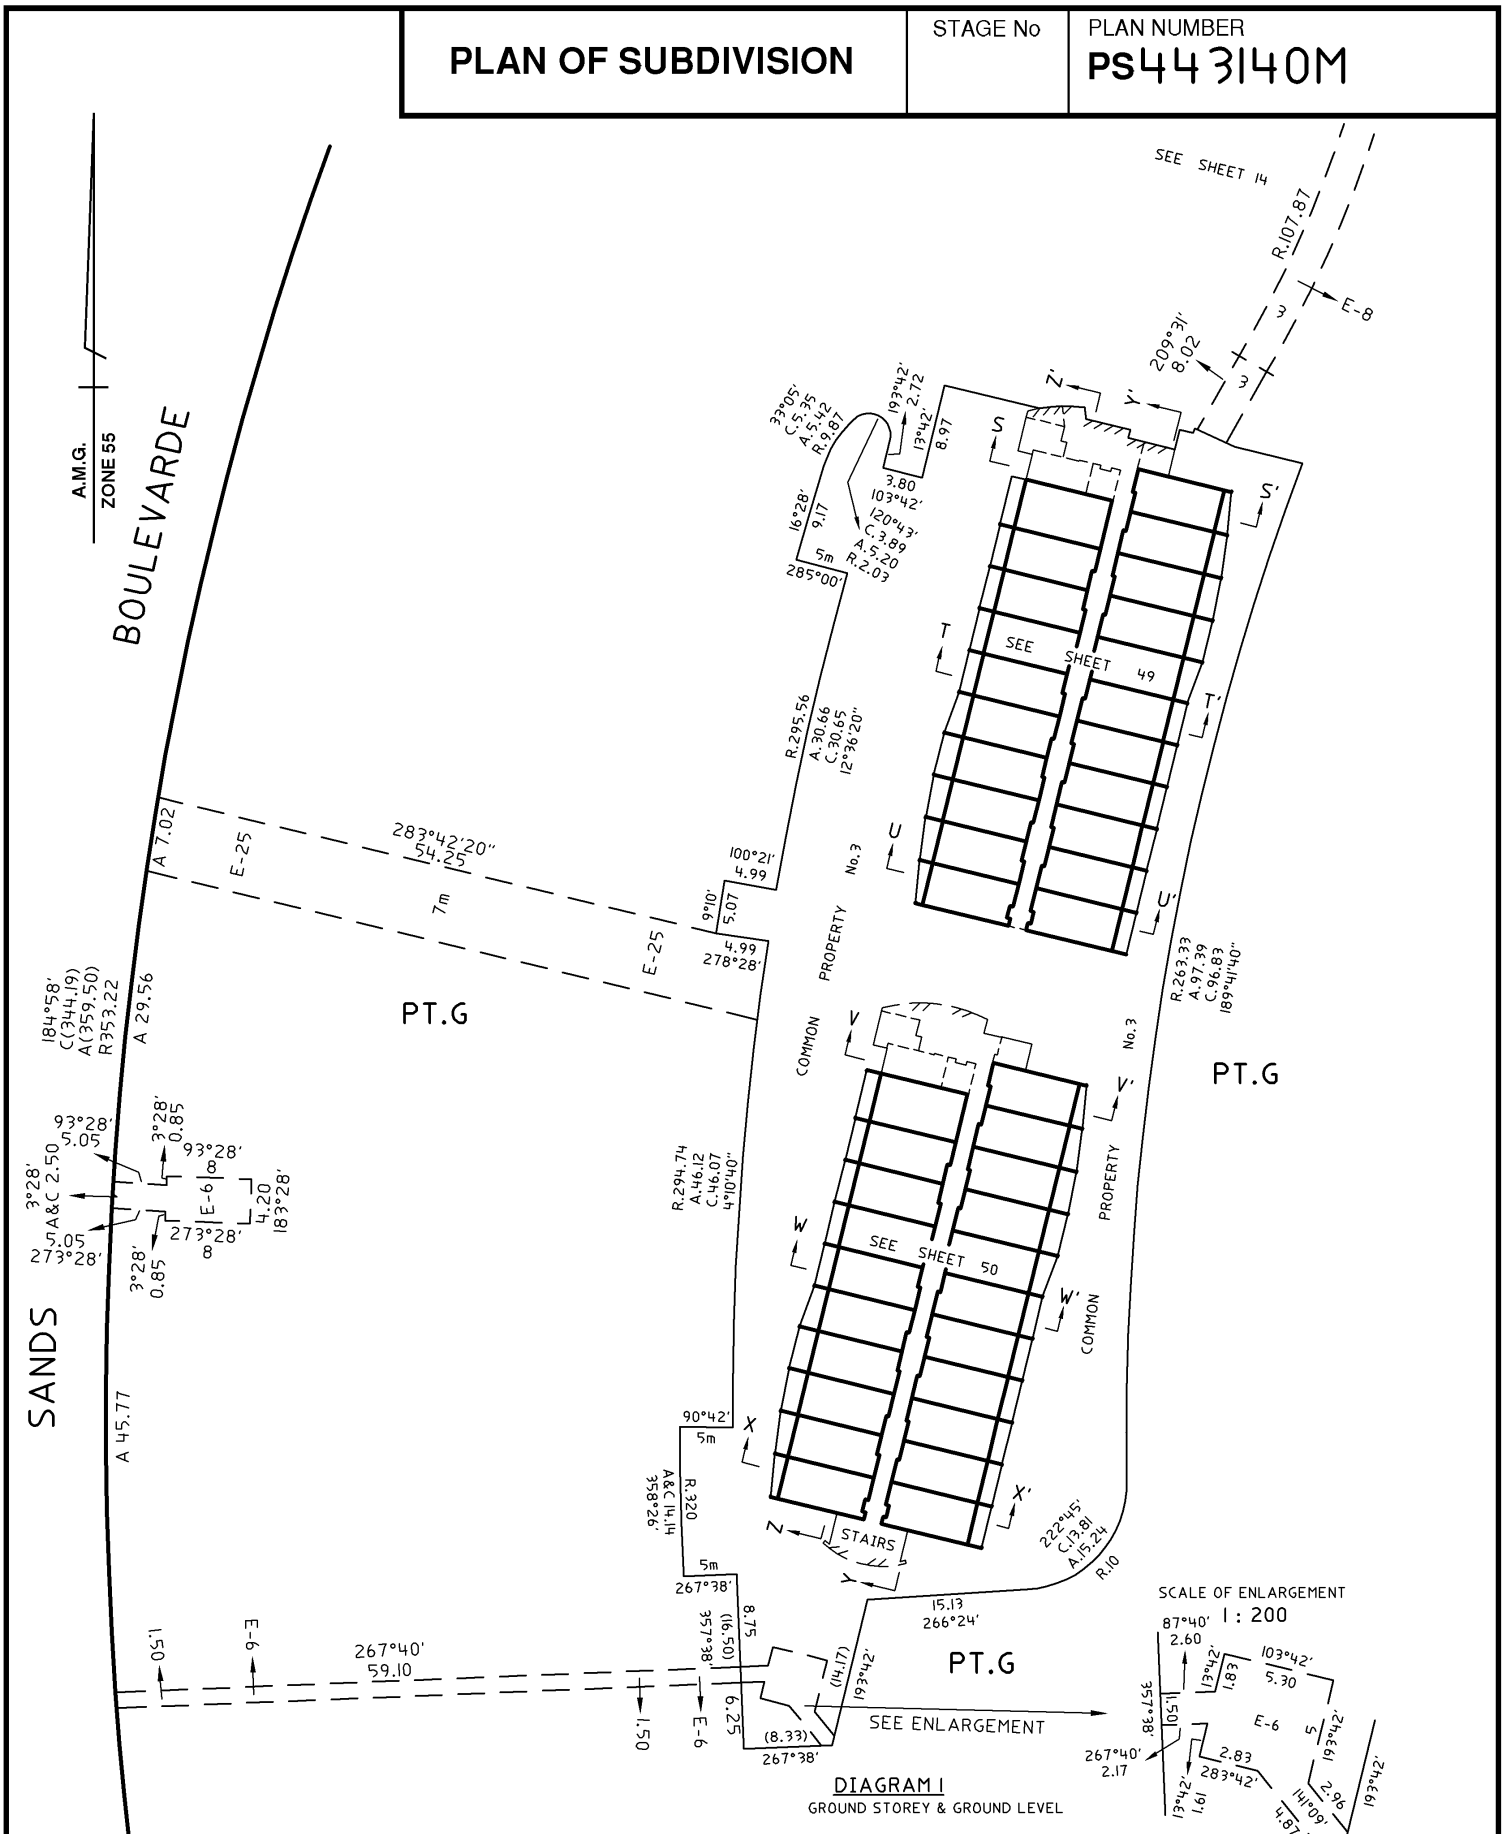 PLAN OF SUBDIVISION
STAGE No
PLAN NUMBER
PS443140M
SEE SHEET 14
R.107.87
E-8
3
3
209°31'
8.02
A.M.G.
ZONE 55
BOULEVARDE
Z'
Y'
S
S'
33°05'
C.5.35
A.5.42
R.9.87
193°42'
2.72
13°42'
8.97
3.80
103°42'
16°28'
9.17
120°43'
C.3.89
A.5.20
R.2.03
5m
285°00'
T
SEE SHEET 49
T'
R.295.56
A.30.66
C.30.65
12°36'20"
A 7.02
E-25
283°42'20"
54.25
7m
E-25
100°21'
4.99
9°10'
5.07
4.99
278°28'
U
U'
COMMON PROPERTY No.3
R.263.33
A.97.39
C.96.83
189°41'40"
184°58'
C(344.19)
A(359.50)
R353.22
A 29.56
PT.G
PT.G
V
V'
COMMON PROPERTY No.3
93°28'
5.05
3°28'
0.85
93°28'
8
3°28'
A&C 2.50
E-6
4.20
183°28'
5.05
273°28'
273°28'
8
3°28'
0.85
R.294.74
A.46.12
C.46.07
4°10'40"
W
SEE SHEET 50
W'
SANDS
A 45.77
90°42'
5m
X
X'
R.320
A&C 14.14
358°26'
Z
STAIRS
Y
222°45'
C.13.81
A.15.24
R.10
5m
267°38'
15.13
266°24'
8.75
(16.50)
357°38'
1.50
E-6
267°40'
59.10
(14.17)
193°42'
PT.G
1.50
E-6
6.25
(8.33)
267°38'
SEE ENLARGEMENT
SCALE OF ENLARGEMENT
1 : 200
87°40'
2.60
13°42'
1.83
103°42'
5.30
357°38'
1.50
E-6
5
193°42'
267°40'
2.17
13°42'
1.61
2.83
283°42'
2.96
141°09'
4.87
193°42'
DIAGRAM 1
GROUND STOREY & GROUND LEVEL